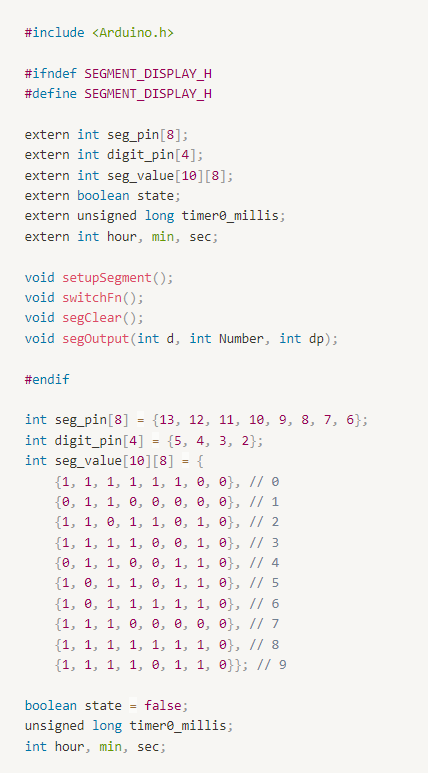 #include <Arduino.h>
#ifndef SEGMENT_DISPLAY_H
#define SEGMENT_DISPLAY_H
extern int seg_pin[8];
extern int digit_pin[4];
extern int seg_value[10][8];
extern boolean state;
extern unsigned long timer0_millis;
extern int hour, min, sec;
void setupSegment();
void switchFn();
void segClear();
void segOutput(int d, int Number, int dp);
#endif
int seg_pin[8] = {13, 12, 11, 10, 9, 8, 7, 6};
int digit_pin[4] = {5, 4, 3, 2};
int seg_value[10][8] = {
    {1, 1, 1, 1, 1, 1, 0, 0}, // 0
    {0, 1, 1, 0, 0, 0, 0, 0}, // 1
    {1, 1, 0, 1, 1, 0, 1, 0}, // 2
    {1, 1, 1, 1, 0, 0, 1, 0}, // 3
    {0, 1, 1, 0, 0, 1, 1, 0}, // 4
    {1, 0, 1, 1, 0, 1, 1, 0}, // 5
    {1, 0, 1, 1, 1, 1, 1, 0}, // 6
    {1, 1, 1, 0, 0, 0, 0, 0}, // 7
    {1, 1, 1, 1, 1, 1, 1, 0}, // 8
    {1, 1, 1, 1, 0, 1, 1, 0}}; // 9
boolean state = false;
unsigned long timer0_millis;
int hour, min, sec;